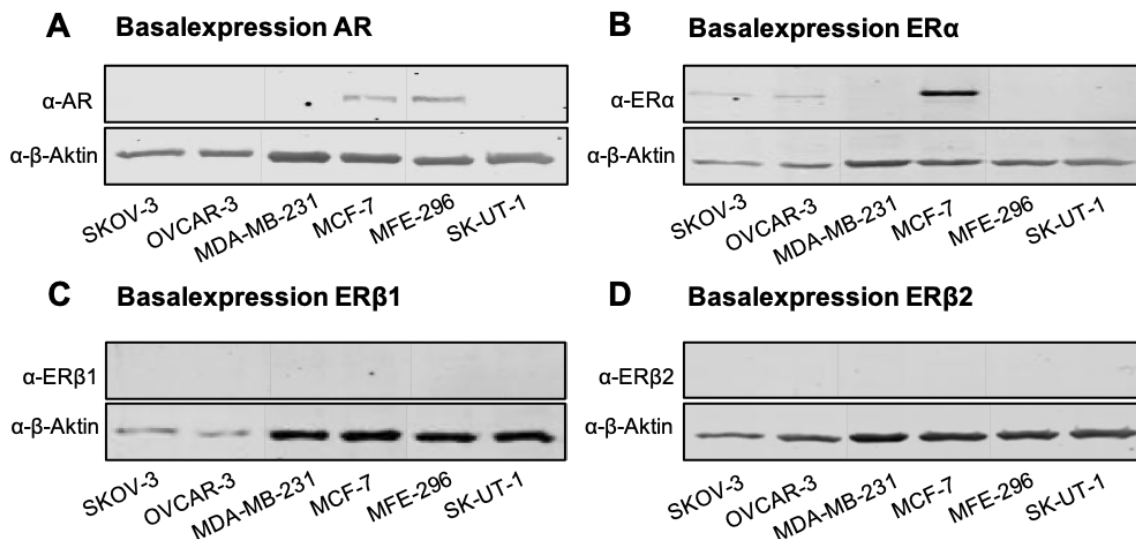 A Basalexpression AR
α-AR
α-β-Aktin
SKOV-3
OVCAR-3
MDA-MB-231
MCF-7
MFE-296
SK-UT-1
B Basalexpression ERα
α-ERα
α-β-Aktin
SKOV-3
OVCAR-3
MDA-MB-231
MCF-7
MFE-296
SK-UT-1
C Basalexpression ERβ1
α-ERβ1
α-β-Aktin
SKOV-3
OVCAR-3
MDA-MB-231
MCF-7
MFE-296
SK-UT-1
D Basalexpression ERβ2
α-ERβ2
α-β-Aktin
SKOV-3
OVCAR-3
MDA-MB-231
MCF-7
MFE-296
SK-UT-1